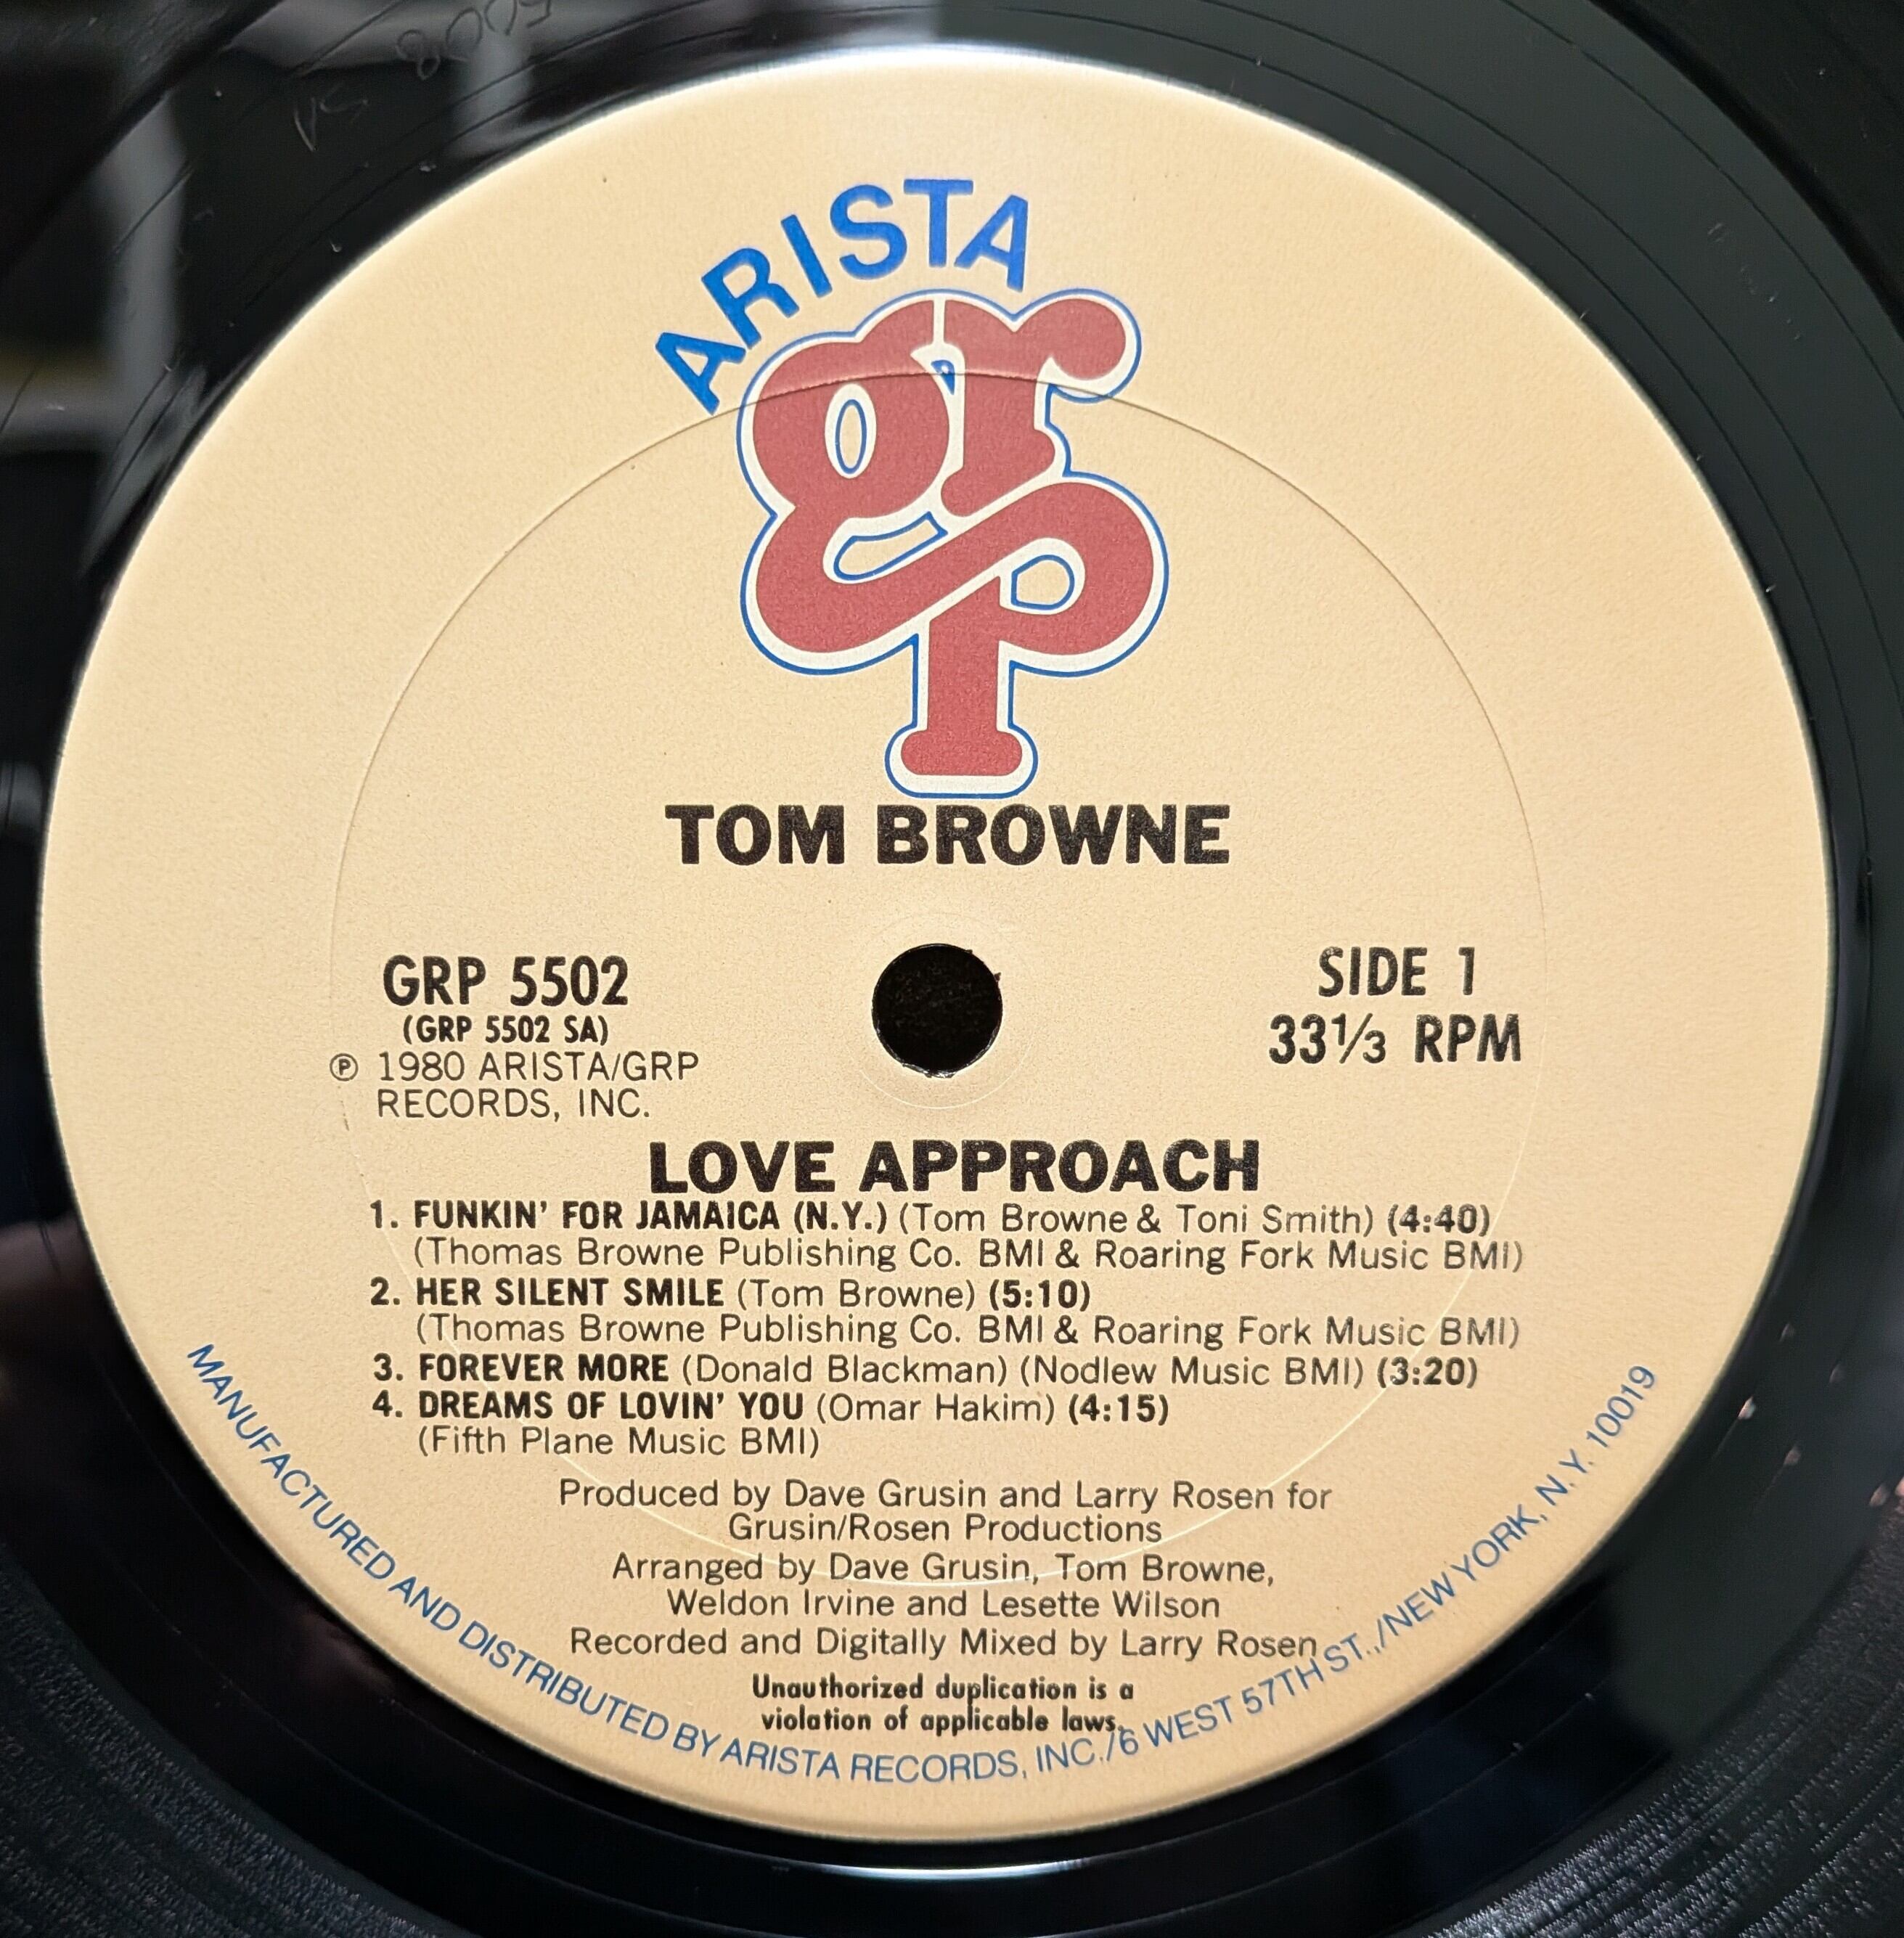 ARISTA
grp
TOM BROWNE
GRP 5502
(GRP 5502 SA)
℗ 1980 ARISTA/GRP
RECORDS, INC.
SIDE 1
33⅓ RPM
LOVE APPROACH
1. FUNKIN' FOR JAMAICA (N.Y.) (Tom Browne & Toni Smith) (4:40)
(Thomas Browne Publishing Co. BMI & Roaring Fork Music BMI)
2. HER SILENT SMILE (Tom Browne) (5:10)
(Thomas Browne Publishing Co. BMI & Roaring Fork Music BMI)
3. FOREVER MORE (Donald Blackman) (Nodlew Music BMI) (3:20)
4. DREAMS OF LOVIN' YOU (Omar Hakim) (4:15)
(Fifth Plane Music BMI)
Produced by Dave Grusin and Larry Rosen for
Grusin/Rosen Productions
Arranged by Dave Grusin, Tom Browne,
Weldon Irvine and Lesette Wilson
Recorded and Digitally Mixed by Larry Rosen
Unauthorized duplication is a
violation of applicable laws.
MANUFACTURED AND DISTRIBUTED BY ARISTA RECORDS, INC./6 WEST 57TH ST../NEW YORK, N.Y. 10019